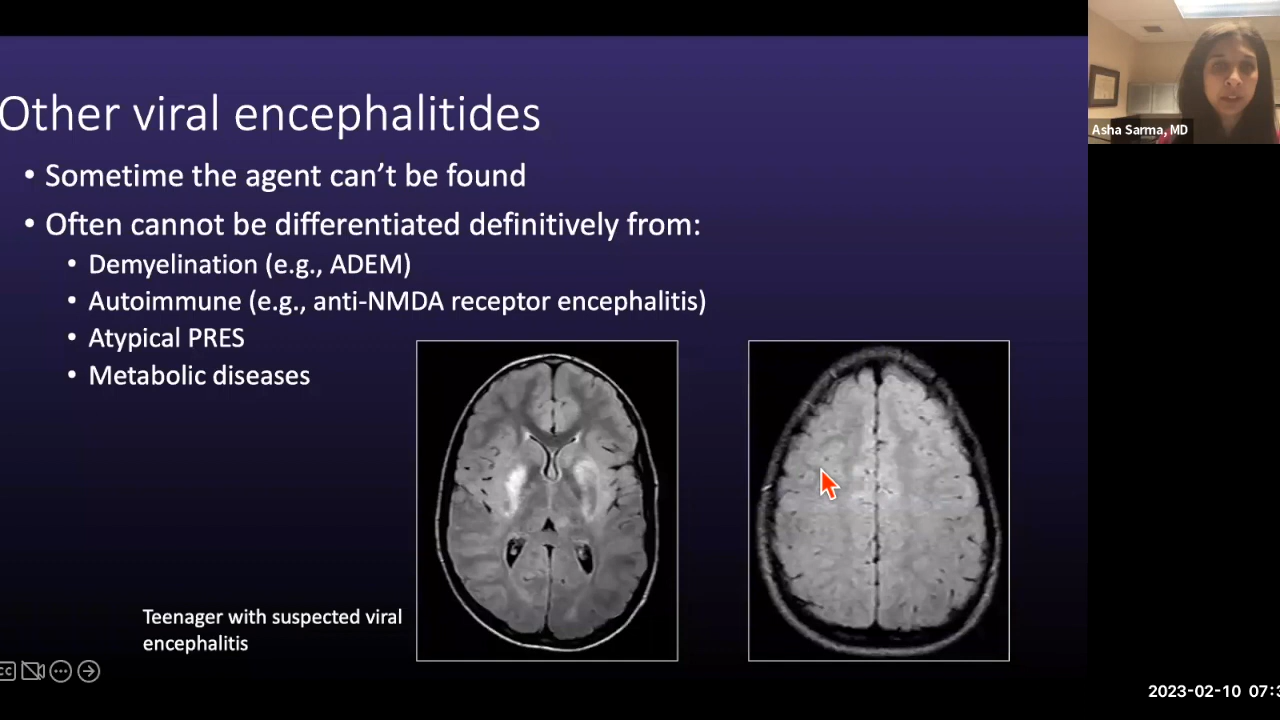 Other viral encephalitides
• Sometime the agent can't be found
• Often cannot be differentiated definitively from:
• Demyelination (e.g., ADEM)
• Autoimmune (e.g., anti-NMDA receptor encephalitis)
• Atypical PRES
• Metabolic diseases
Teenager with suspected viral
encephalitis
Asha Sarma, MD
CC
2023-02-10 07:3